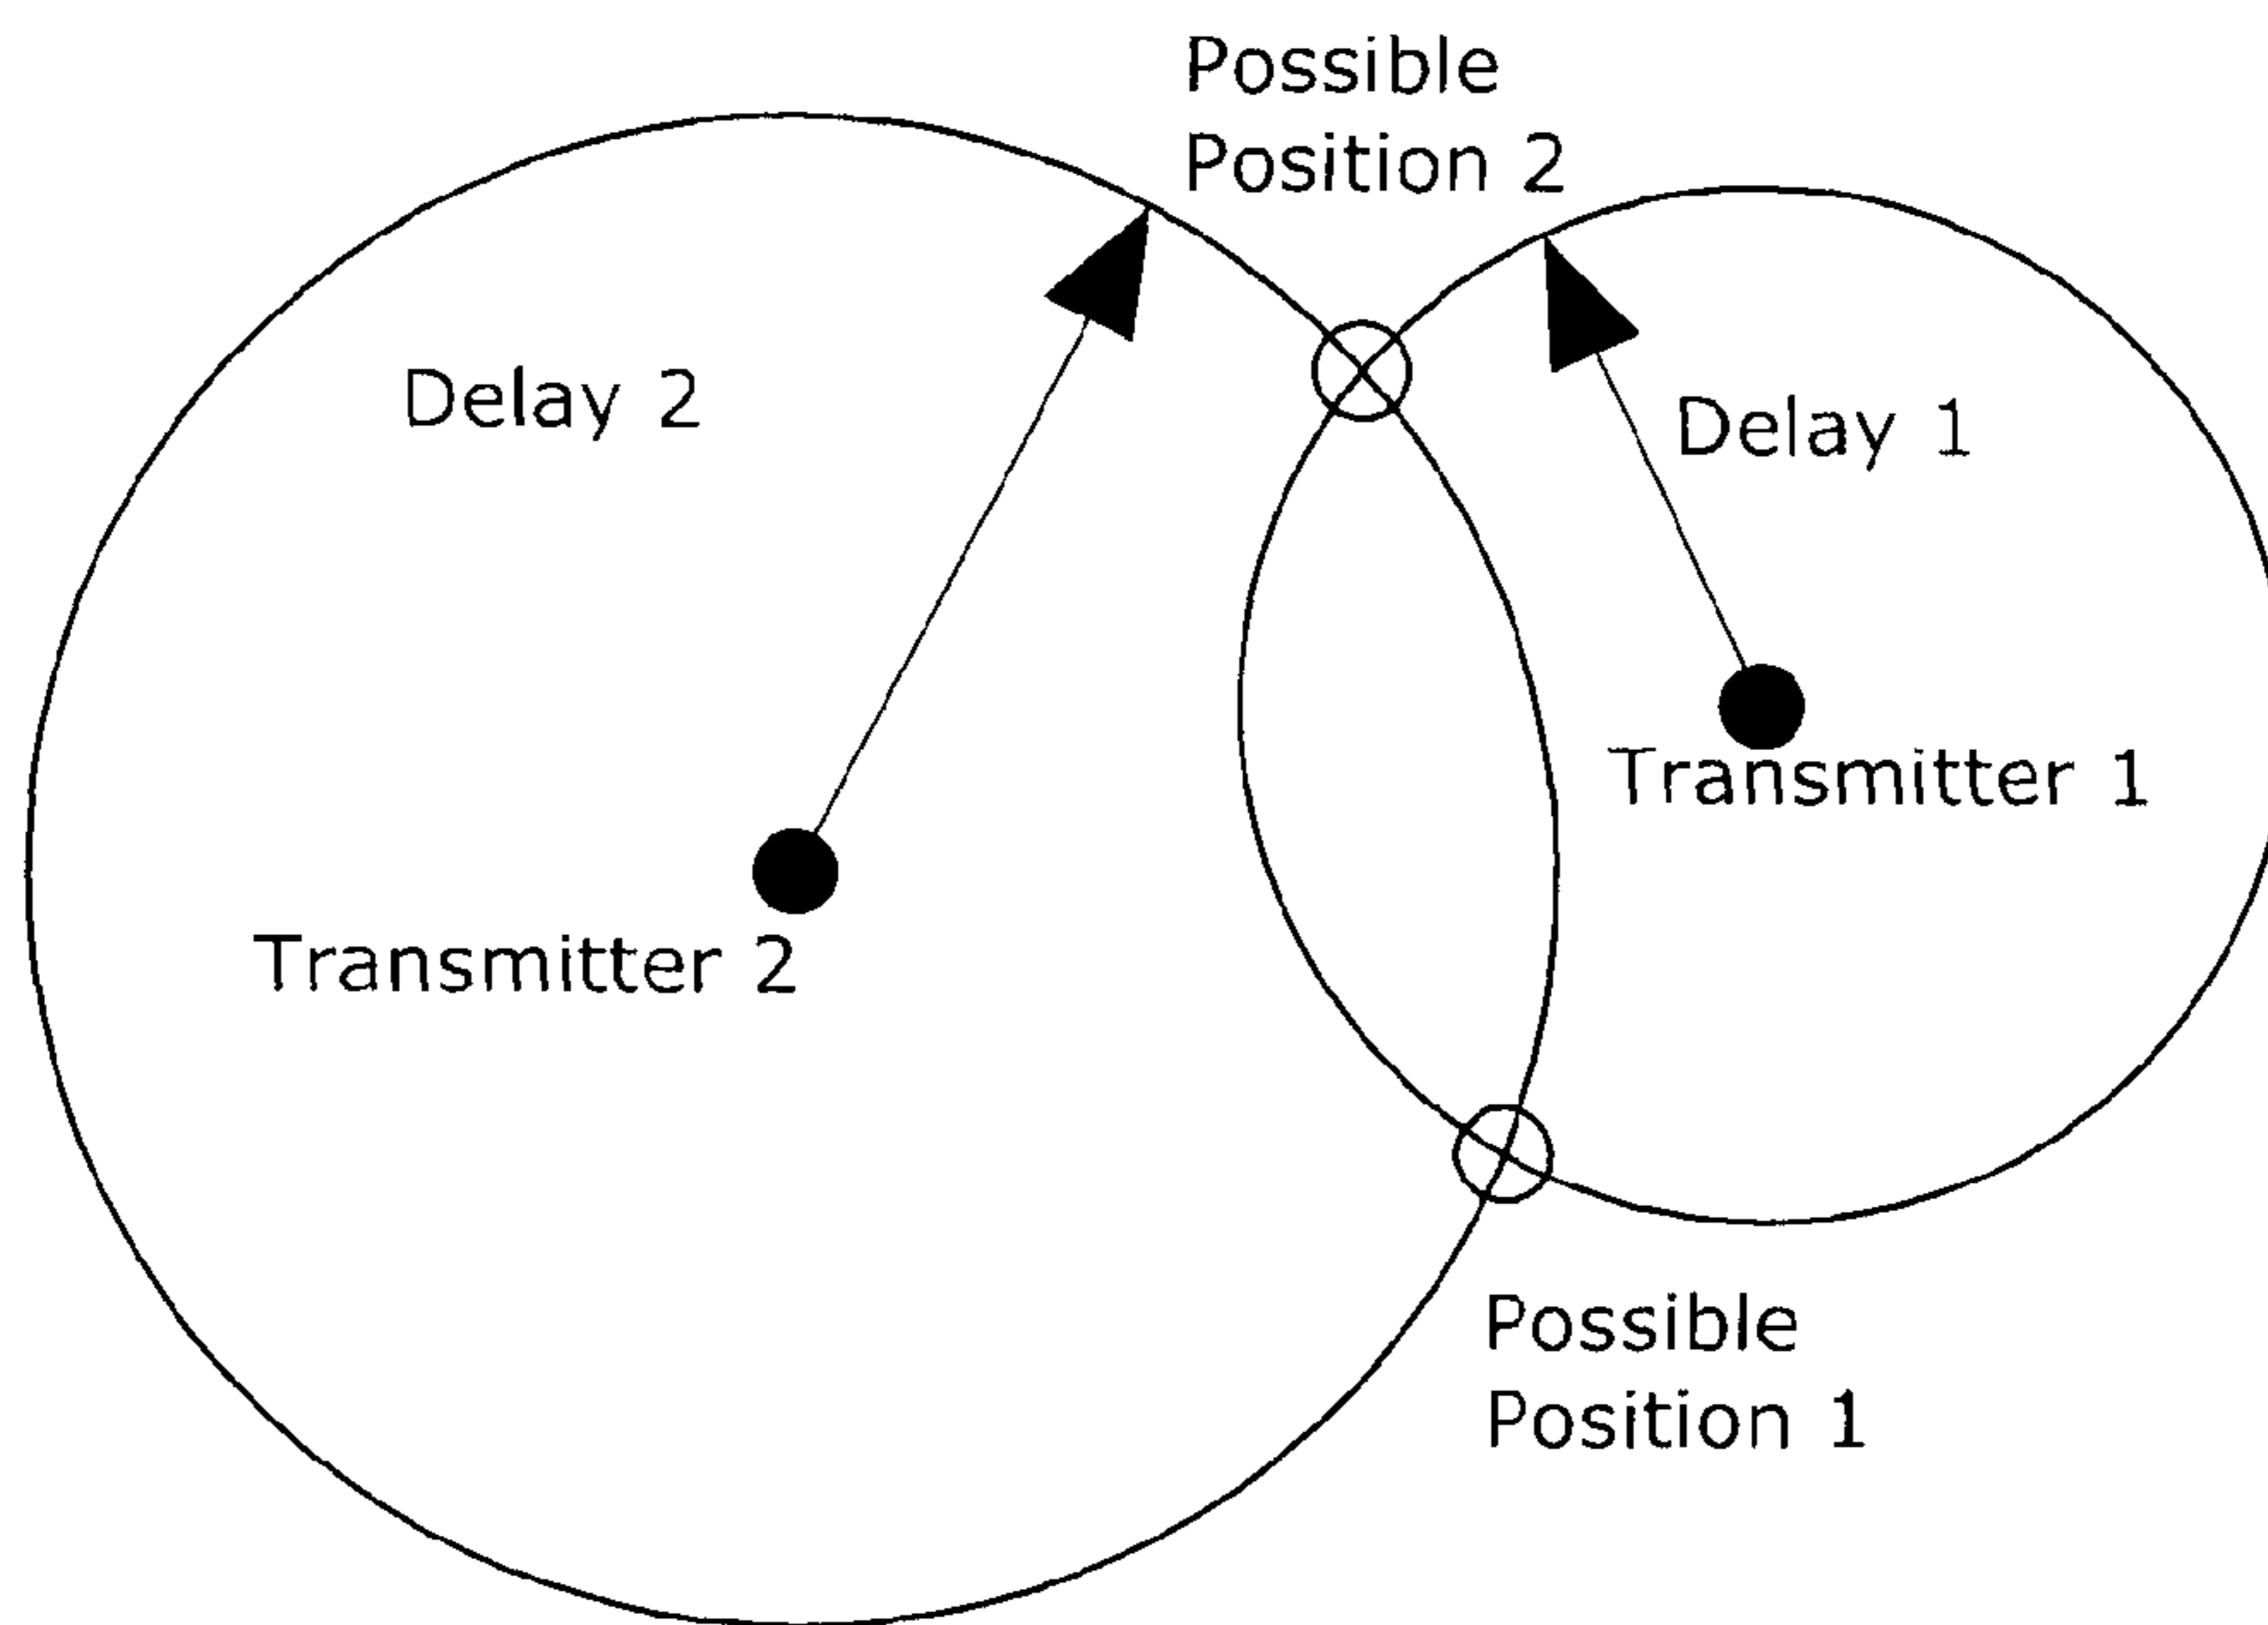 Possible
Position 2
Delay 2
Delay 1
Transmitter 1
Transmitter 2
Possible
Position 1